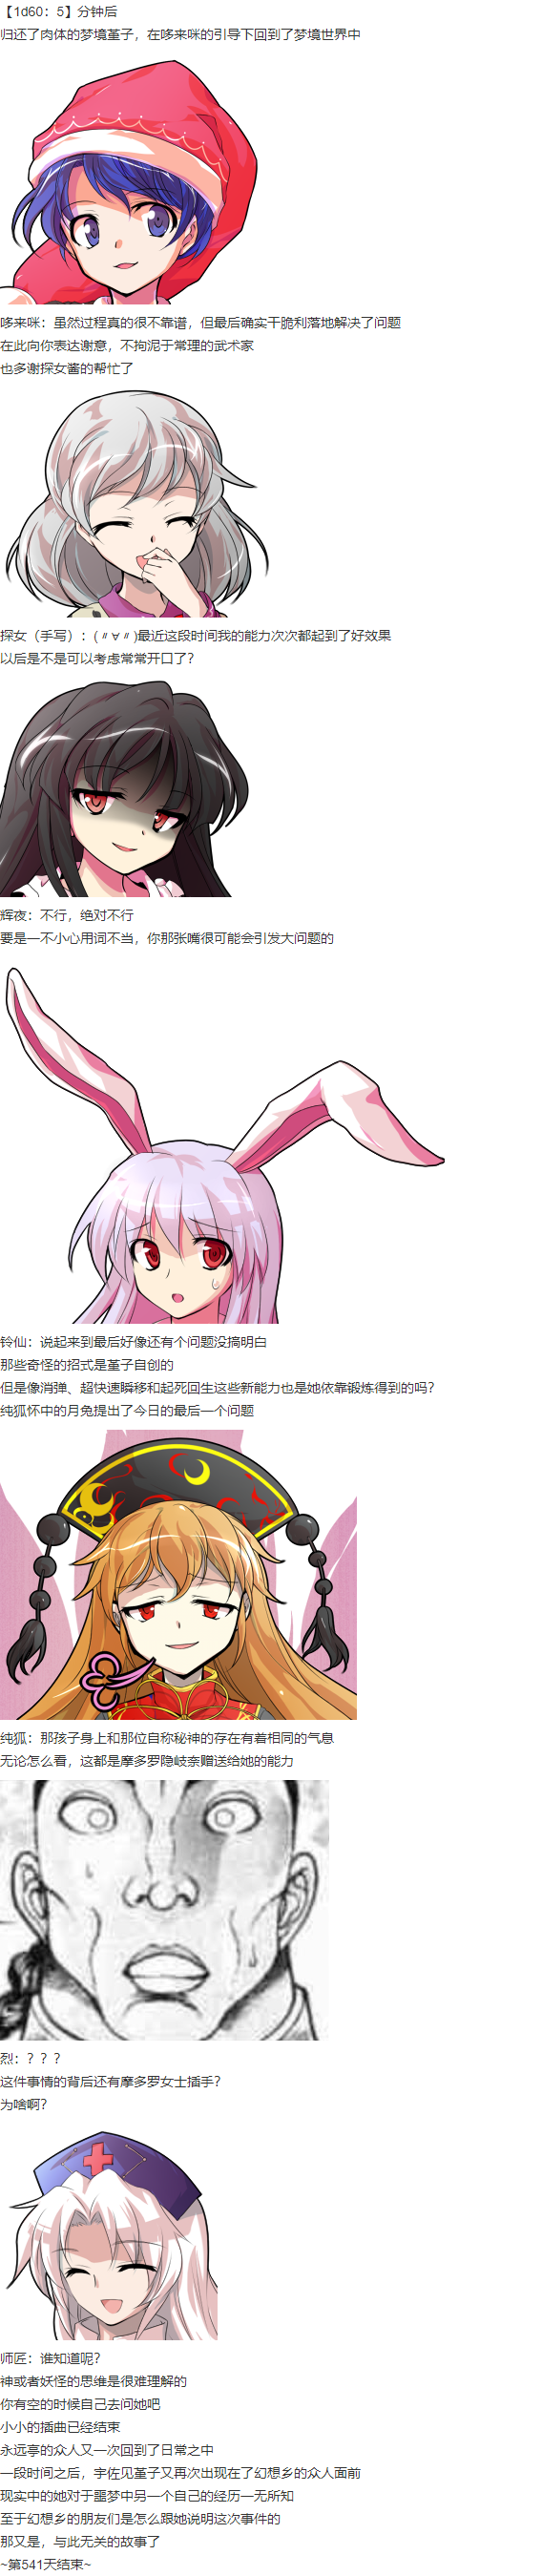 【1d60：5】分钟后
归还了肉体的梦境堇子，在哆来咪的引导下回到了梦境世界中
哆来咪：虽然过程真的很不靠谱，但最后确实干脆利落地解决了问题
在此向你表达谢意，不拘泥于常理的武术家
也多谢探女酱的帮忙了
探女（手写）：(〃∀〃)最近这段时间我的能力次次都起到了好效果
以后是不是可以考虑常常开口了？
辉夜：不行，绝对不行
要是一不小心用词不当，你那张嘴很可能会引发大问题的
铃仙：说起来到最后好像还有个问题没搞明白
那些奇怪的招式是堇子自创的
但是像消弹、超快速瞬移和起死回生这些新能力也是她依靠锻炼得到的吗？
纯狐怀中的月兔提出了今日的最后一个问题
纯狐：那孩子身上和那位自称秘神的存在有着相同的气息
无论怎么看，这都是摩多罗隐岐奈赠送给她的能力
烈：？？？
这件事情的背后还有摩多罗女士插手？
为啥啊？
师匠：谁知道呢？
神或者妖怪的思维是很难理解的
你有空的时候自己去问她吧
小小的插曲已经结束
永远亭的众人又一次回到了日常之中
一段时间之后，宇佐见堇子又再次出现在了幻想乡的众人面前
现实中的她对于噩梦中另一个自己的经历一无所知
至于幻想乡的朋友们是怎么跟她说明这次事件的
那又是，与此无关的故事了
~第541天结束~